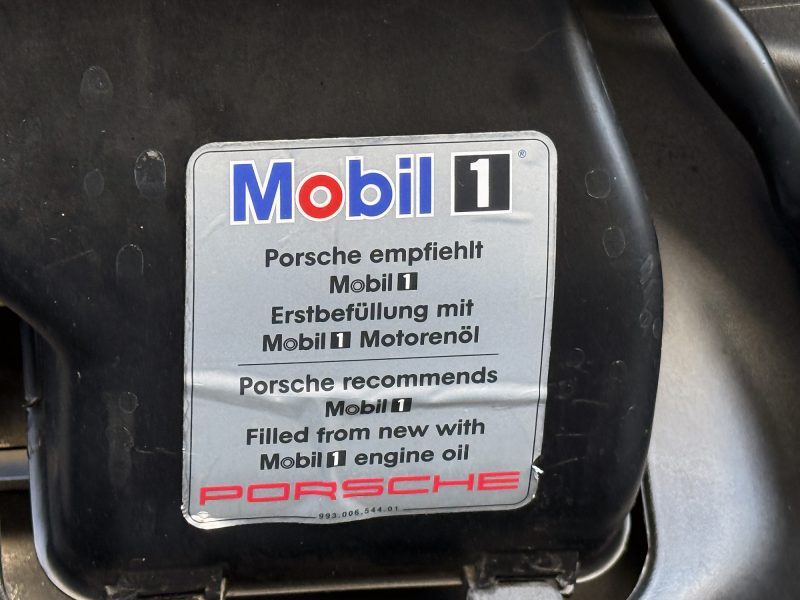 Mobil 1®
Porsche empfiehlt
Mobil 1
Erstbefüllung mit
Mobil 1 Motorenöl
Porsche recommends
Mobil 1
Filled from new with
Mobil 1 engine oil
PORSCHE
993.006.544.01